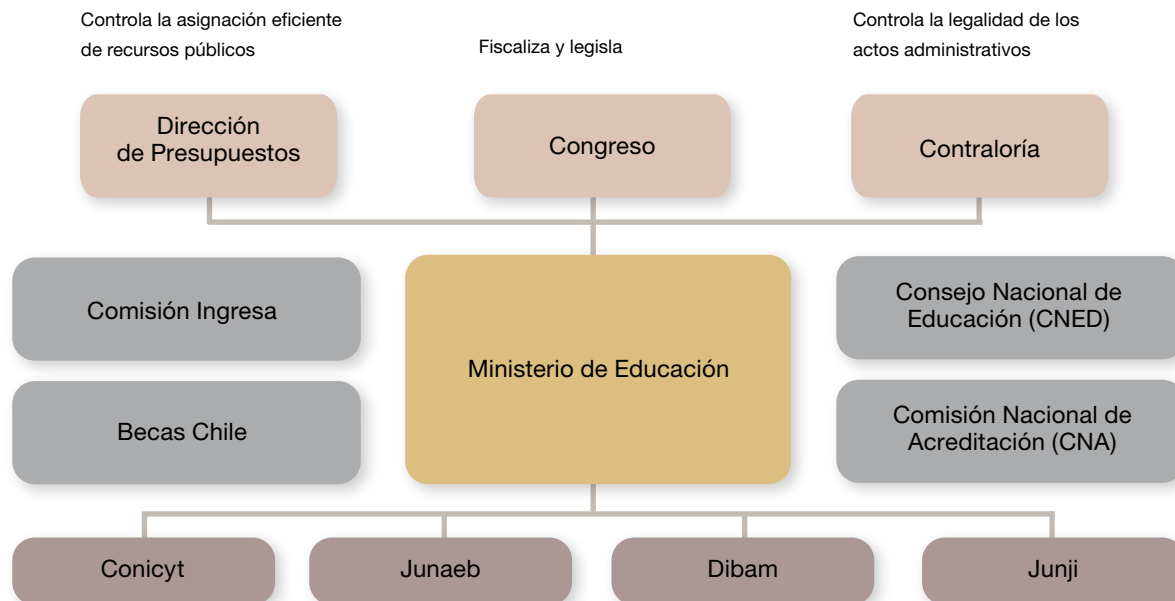 Controla la asignación eficiente
de recursos públicos
Fiscaliza y legisla
Controla la legalidad de los
actos administrativos
Dirección
de Presupuestos
Congreso
Contraloría
Comisión Ingresa
Ministerio de Educación
Consejo Nacional de
Educación (CNED)
Becas Chile
Comisión Nacional de
Acreditación (CNA)
Conicyt
Junaeb
Dibam
Junji